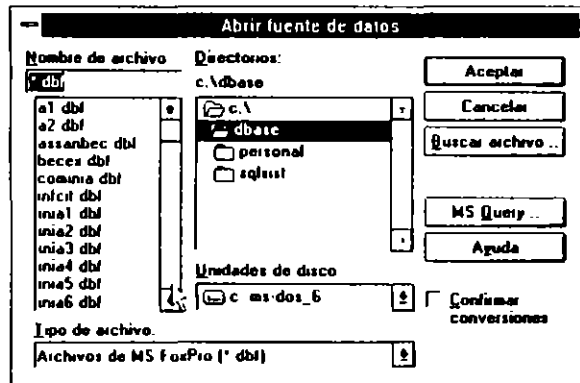 Abrir fuente de datos
Nombre de archivo
*.dbf
a1 dbf
a2 dbf
assanbec dbf
becex dbf
comunia dbf
infcit dbf
inia1 dbf
inia2 dbf
inia3 dbf
inia4 dbf
inia5 dbf
inia6 dbf
Tipo de archivo.
Archivos de MS FoxPro (*.dbf)
Directorios:
c.\dbase
c.\
dbase
personal
Unidades de disco
c ms-dos_6
Aceptar
Cancelar
Buscar archivo ..
MS Query ..
Ayuda
Confirmar
conversiones